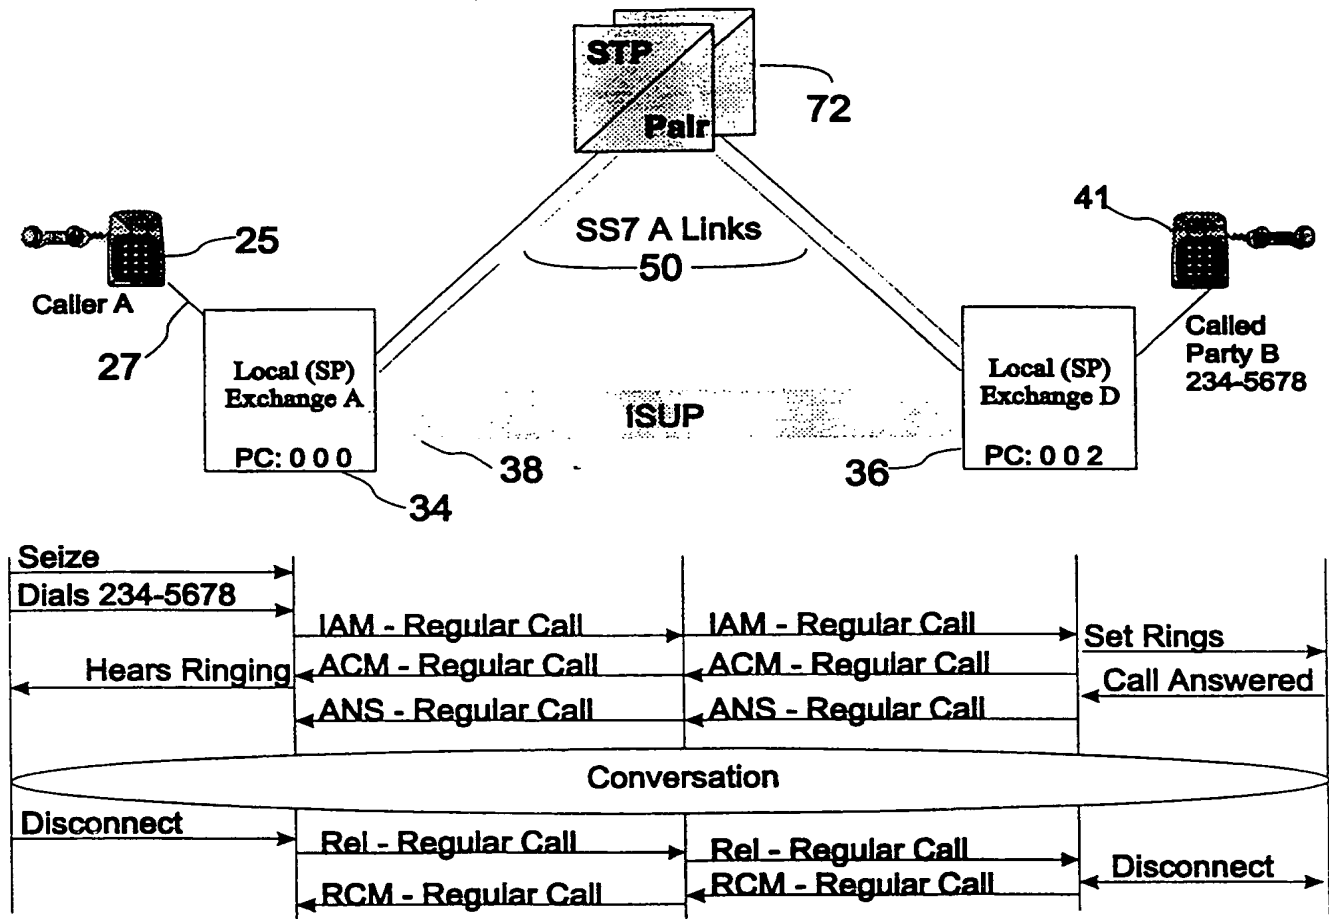 STP
Pair
72
SS7 A Links
50
25
Caller A
27
41
Called
Party B
234-5678
Local (SP)
Exchange A
PC: 0 0 0
34
38
ISUP
Local (SP)
Exchange D
PC: 0 0 2
36
Seize
Dials 234-5678
IAM - Regular Call
IAM - Regular Call
Set Rings
Hears Ringing
ACM - Regular Call
ACM - Regular Call
Call Answered
ANS - Regular Call
ANS - Regular Call
Conversation
Disconnect
Rel - Regular Call
Rel - Regular Call
Disconnect
RCM - Regular Call
RCM - Regular Call